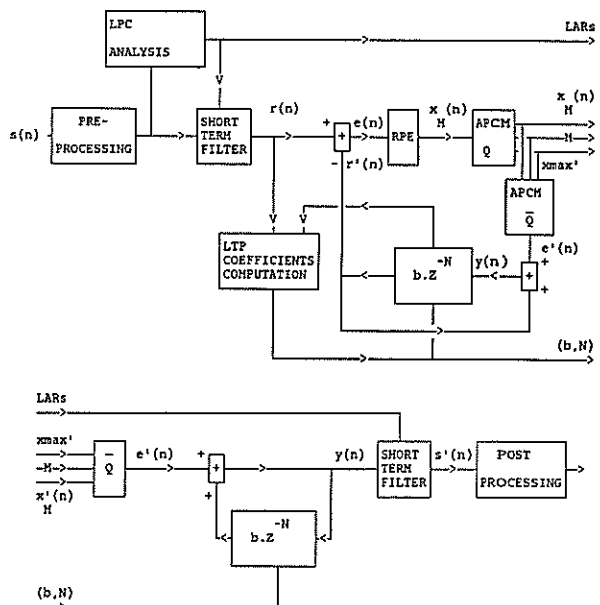 LPC
ANALYSIS
LARs
s(n)
PRE-
PROCESSING
SHORT
TERM
FILTER
r(n)
+
+
-
e(n)
r'(n)
RPE
x (n)
M
APCM
Q
x (n)
M
M
xmax'
APCM
Q̅
e'(n)
+
+
+
y(n)
b.Z
-N
LTP
COEFFICIENTS
COMPUTATION
(b,N)
LARs
xmax'
M
x'(n)
M
Q̅
e'(n)
+
+
+
y(n)
b.Z
-N
SHORT
TERM
FILTER
s'(n)
POST
PROCESSING
(b,N)